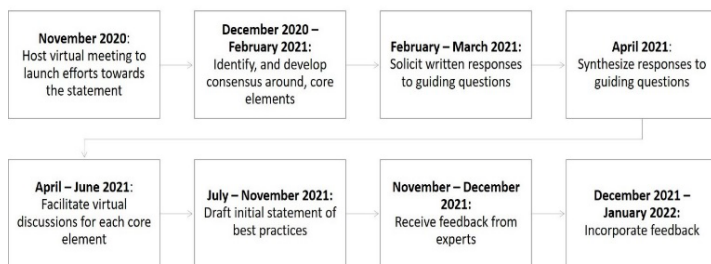 November 2020:
Host virtual meeting to
launch efforts towards
the statement
December 2020 –
February 2021:
Identify, and develop
consensus around, core
elements
February – March 2021:
Solicit written responses to
guiding questions
April 2021:
Synthesize responses to
guiding questions
April – June 2021:
Facilitate virtual
discussions for each core
element
July – November 2021:
Draft initial statement of
best practices
November – December
2021:
Receive feedback from
experts
December 2021 –
January 2022:
Incorporate feedback